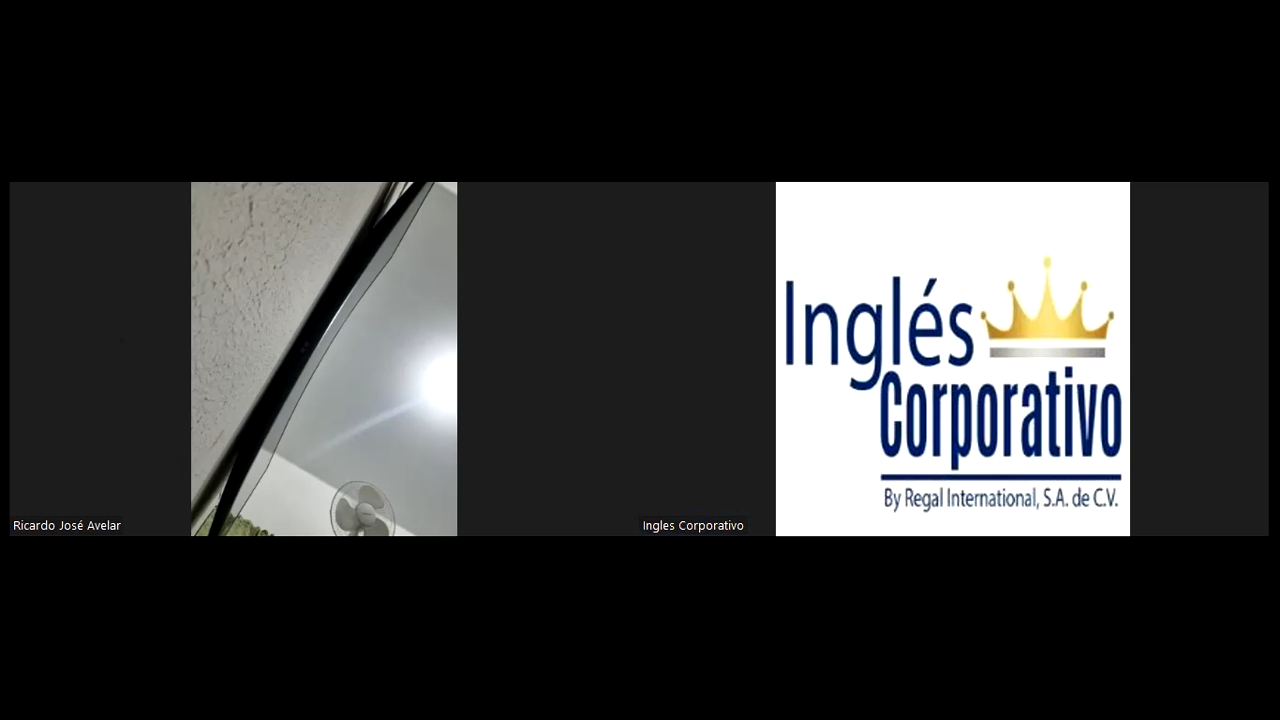 Inglés
Corporativo
By Regal International, S.A. de C.V.
Ricardo José Avelar
Ingles Corporativo